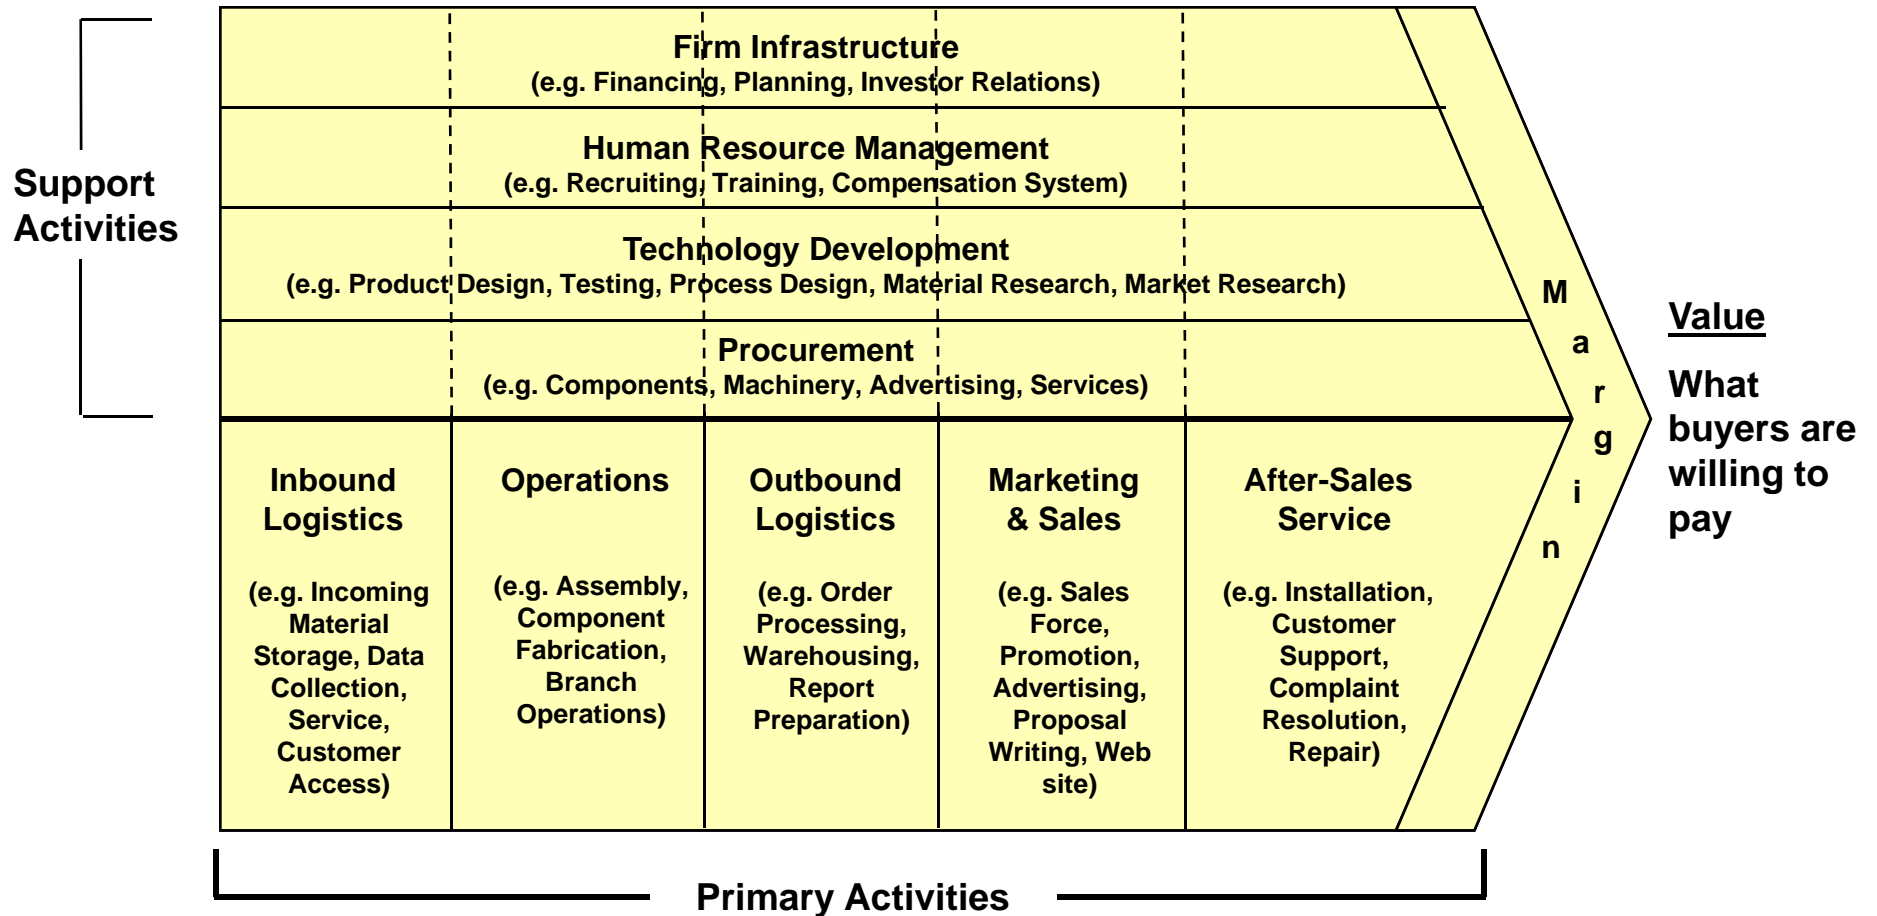 Firm Infrastructure
(e.g. Financing, Planning, Investor Relations)
Human Resource Management
(e.g. Recruiting, Training, Compensation System)
Support
Activities
Technology Development
(e.g. Product Design, Testing, Process Design, Material Research, Market Research)
Procurement
(e.g. Components, Machinery, Advertising, Services)
M
a
r
g
i
n
Value
What
buyers are
willing to
pay
Inbound
Logistics
(e.g. Incoming
Material
Storage, Data
Collection,
Service,
Customer
Access)
Operations
(e.g. Assembly,
Component
Fabrication,
Branch
Operations)
Outbound
Logistics
(e.g. Order
Processing,
Warehousing,
Report
Preparation)
Marketing
& Sales
(e.g. Sales
Force,
Promotion,
Advertising,
Proposal
Writing, Web
site)
After-Sales
Service
(e.g. Installation,
Customer
Support,
Complaint
Resolution,
Repair)
Primary Activities